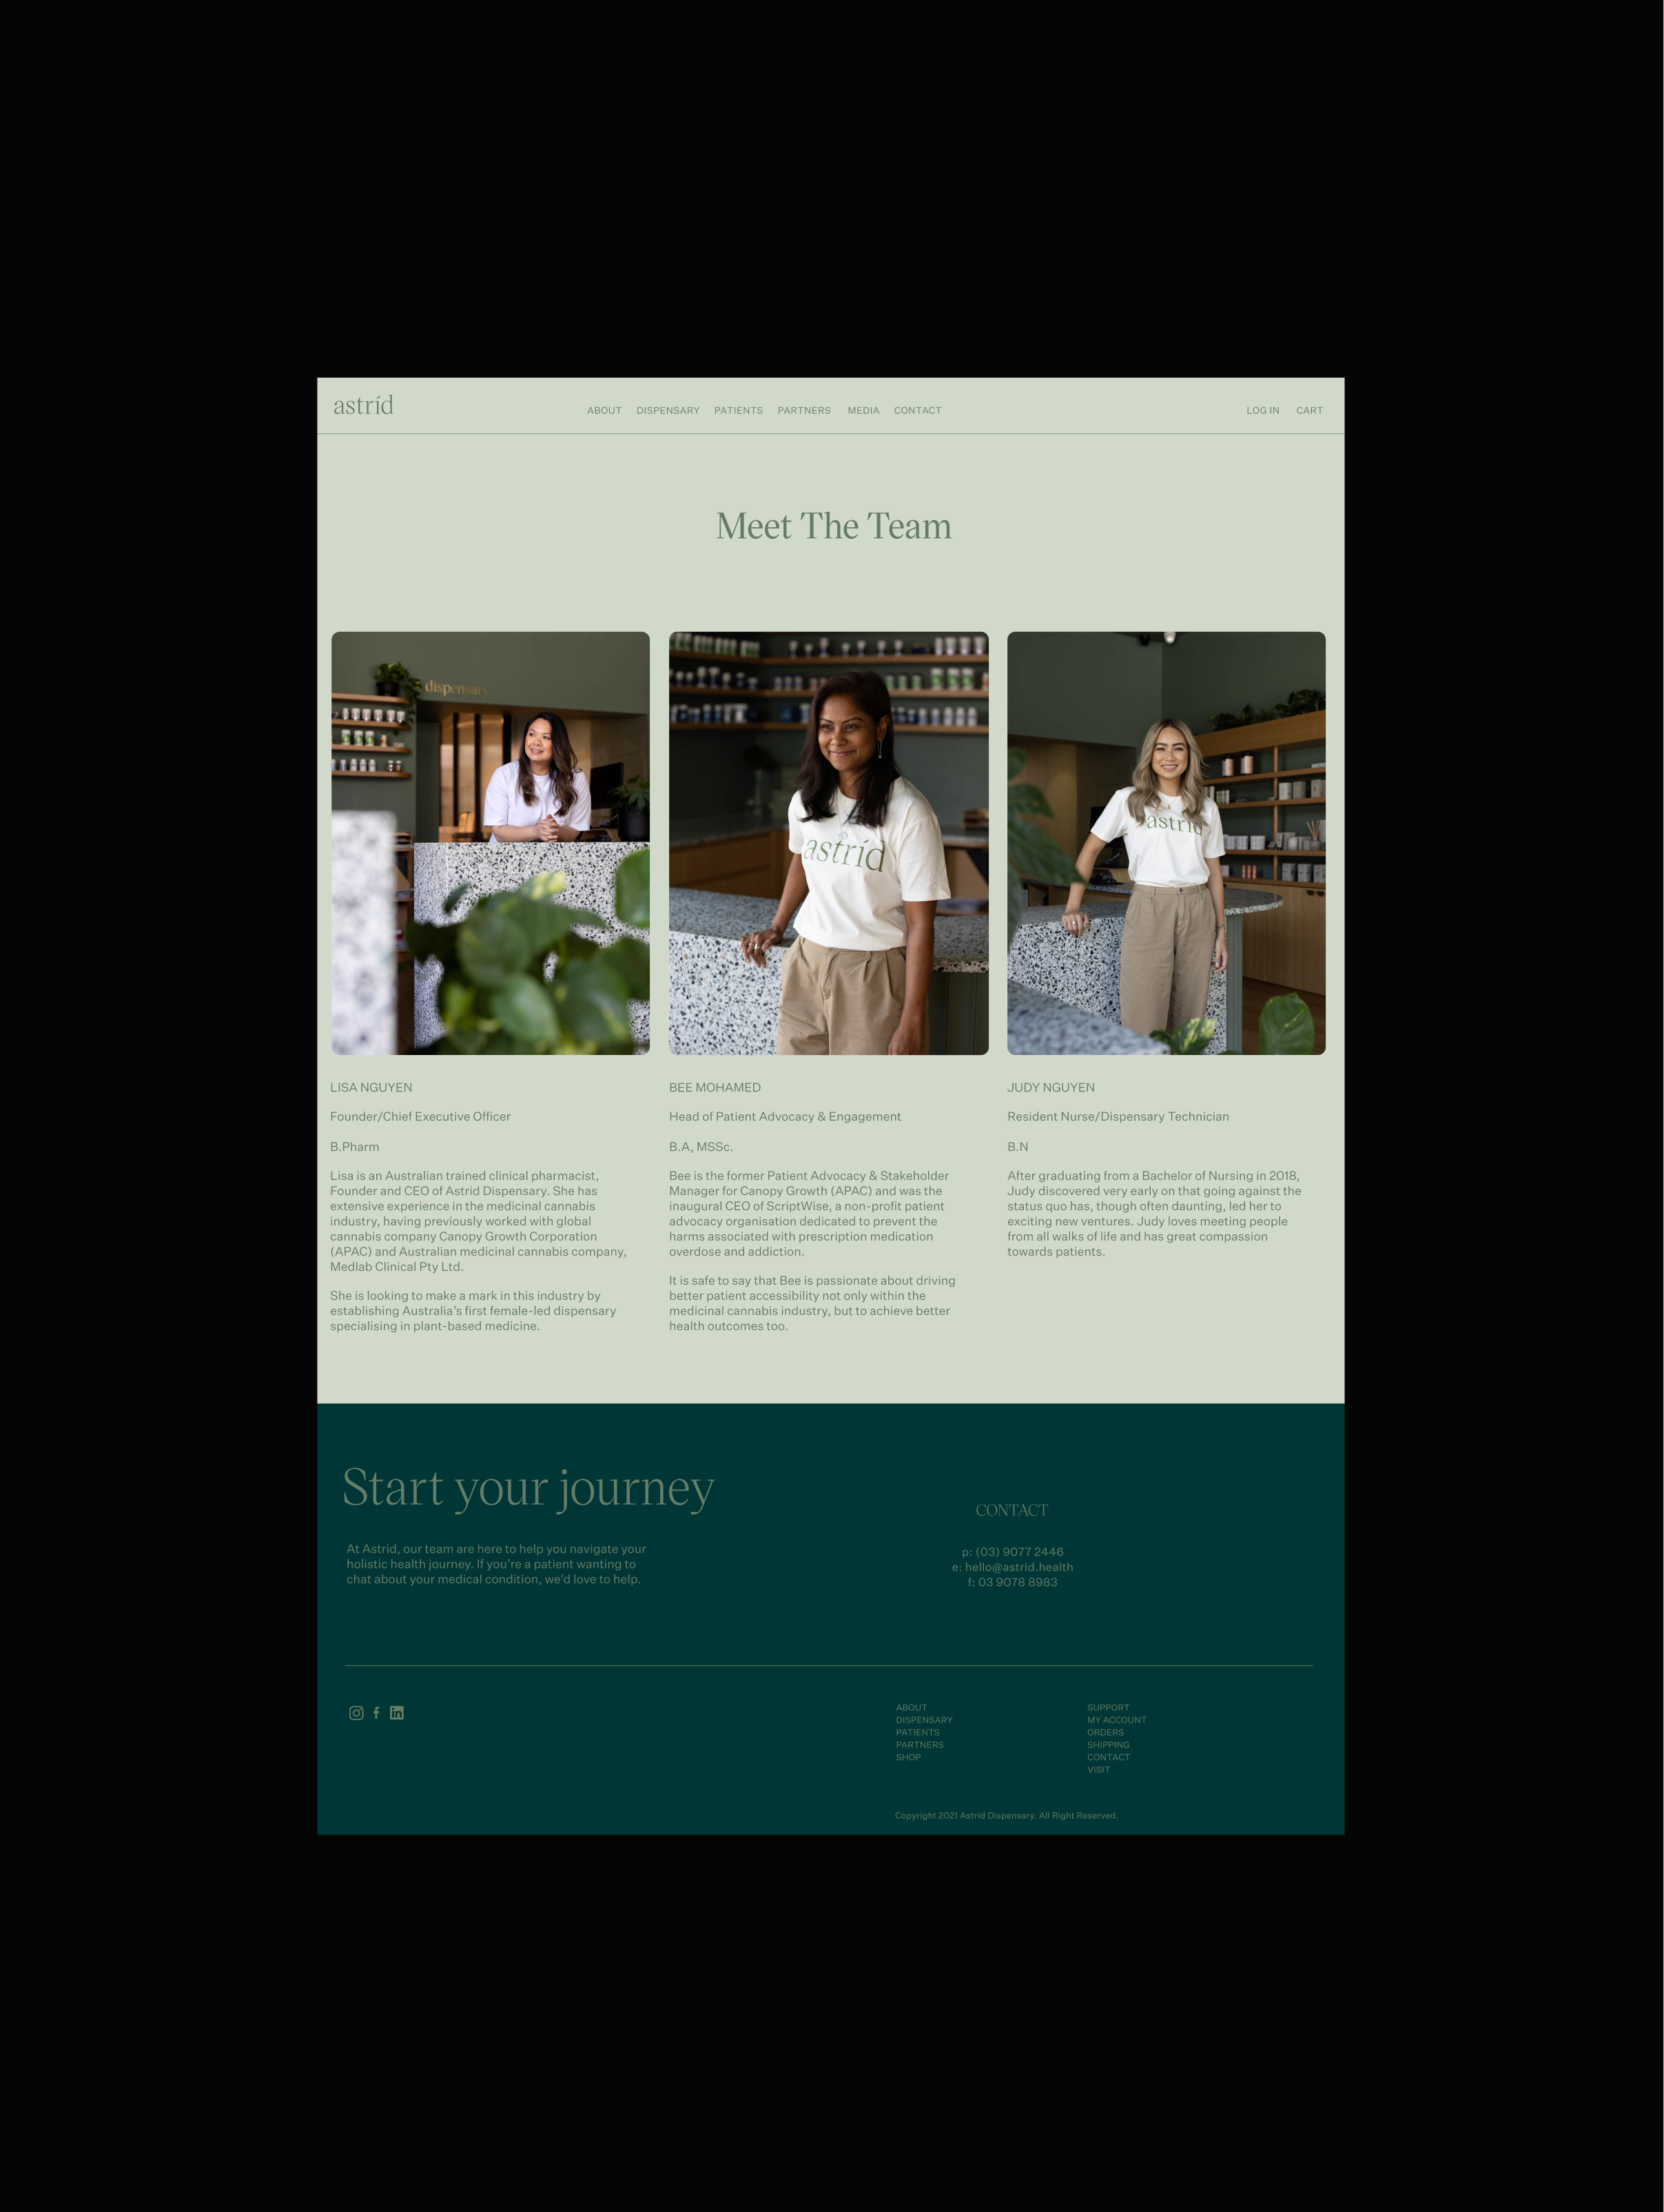 astríd
ABOUT DISPENSARY PATIENTS PARTNERS MEDIA CONTACT
LOG IN CART
Meet The Team
dispensary
astríd
astríd
LISA NGUYEN
Founder/Chief Executive Officer
B.Pharm
Lisa is an Australian trained clinical pharmacist,
Founder and CEO of Astrid Dispensary. She has
extensive experience in the medicinal cannabis
industry, having previously worked with global
cannabis company Canopy Growth Corporation
(APAC) and Australian medicinal cannabis company,
Medlab Clinical Pty Ltd.
She is looking to make a mark in this industry by
establishing Australia’s first female-led dispensary
specialising in plant-based medicine.
BEE MOHAMED
Head of Patient Advocacy & Engagement
B.A, MSSc.
Bee is the former Patient Advocacy & Stakeholder
Manager for Canopy Growth (APAC) and was the
inaugural CEO of ScriptWise, a non-profit patient
advocacy organisation dedicated to prevent the
harms associated with prescription medication
overdose and addiction.
It is safe to say that Bee is passionate about driving
better patient accessibility not only within the
medicinal cannabis industry, but to achieve better
health outcomes too.
JUDY NGUYEN
Resident Nurse/Dispensary Technician
B.N
After graduating from a Bachelor of Nursing in 2018,
Judy discovered very early on that going against the
status quo has, though often daunting, led her to
exciting new ventures. Judy loves meeting people
from all walks of life and has great compassion
towards patients.
Start your journey
At Astrid, our team are here to help you navigate your
holistic health journey. If you’re a patient wanting to
chat about your medical condition, we’d love to help.
CONTACT
p: (03) 9077 2446
e: hello@astrid.health
f: 03 9078 8983
ABOUT
DISPENSARY
PATIENTS
PARTNERS
SHOP
SUPPORT
MY ACCOUNT
ORDERS
SHIPPING
CONTACT
VISIT
Copyright 2021 Astrid Dispensary. All Right Reserved.